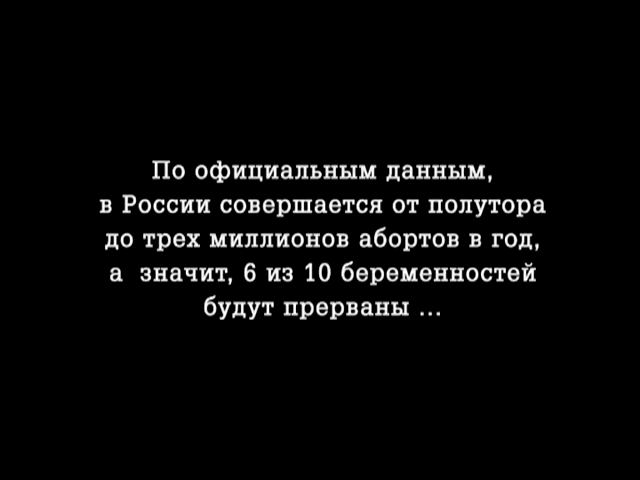 По официальным данным,
в России совершается от полутора
до трех миллионов абортов в год,
а значит, 6 из 10 беременностей
будут прерваны ...